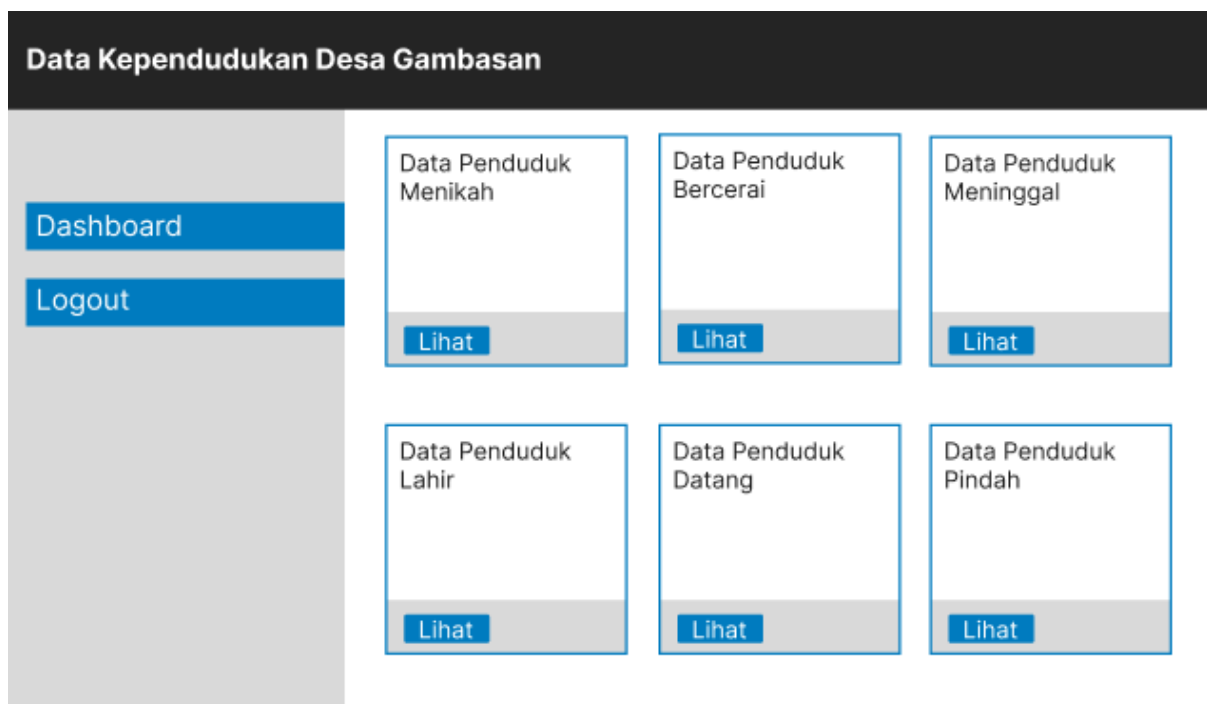 Data Kependudukan Desa Gambasan
Dashboard
Logout
Data Penduduk
Menikah
Lihat
Data Penduduk
Bercerai
Lihat
Data Penduduk
Meninggal
Lihat
Data Penduduk
Lahir
Lihat
Data Penduduk
Datang
Lihat
Data Penduduk
Pindah
Lihat